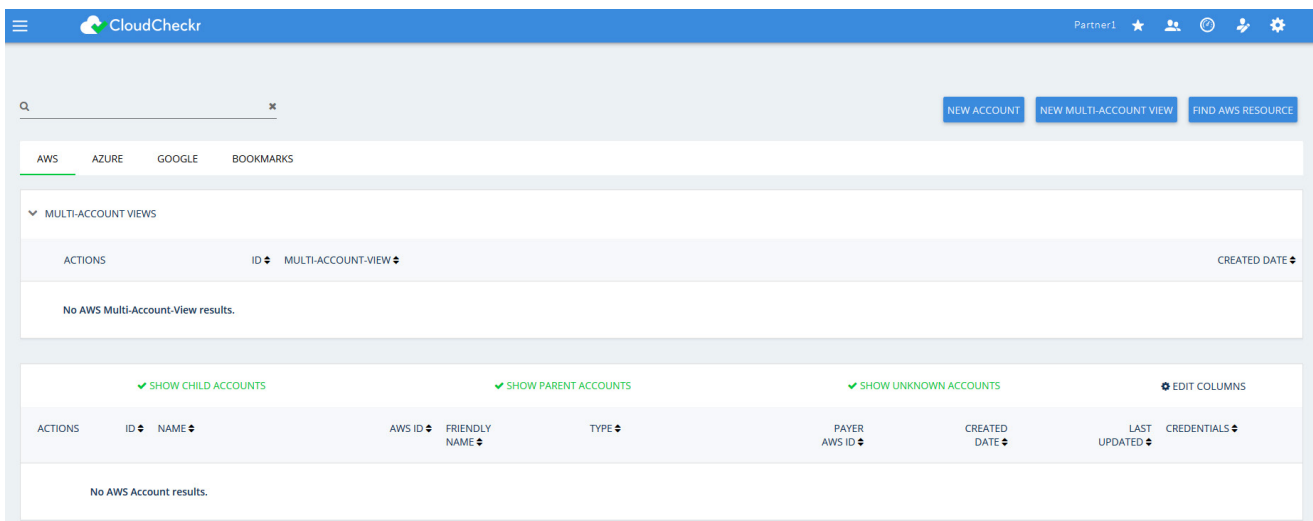 CloudCheckr
Partner1
NEW ACCOUNT
NEW MULTI-ACCOUNT VIEW
FIND AWS RESOURCE
AWS
AZURE
GOOGLE
BOOKMARKS
MULTI-ACCOUNT VIEWS
ACTIONS
ID
MULTI-ACCOUNT-VIEW
CREATED DATE
No AWS Multi-Account-View results.
SHOW CHILD ACCOUNTS
SHOW PARENT ACCOUNTS
SHOW UNKNOWN ACCOUNTS
EDIT COLUMNS
ACTIONS
ID
NAME
AWS ID
FRIENDLY
NAME
TYPE
PAYER
AWS ID
CREATED
DATE
LAST
UPDATED
CREDENTIALS
No AWS Account results.